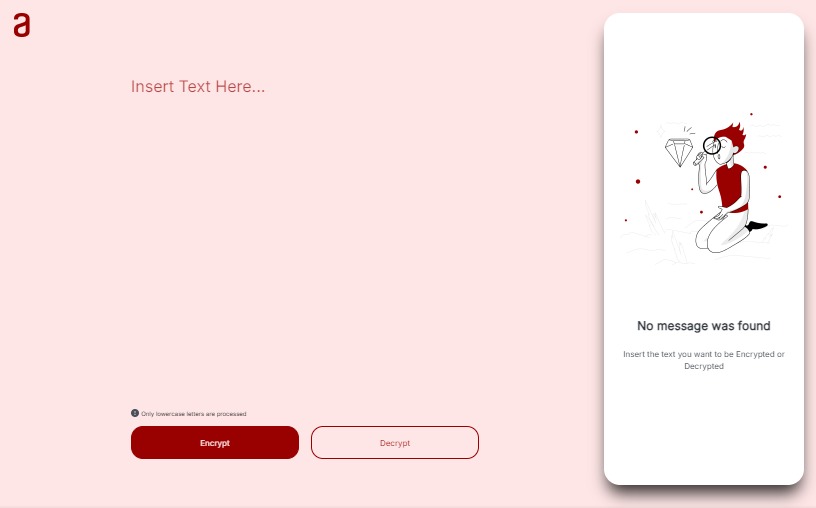 a
Insert Text Here...
Only lowercase letters are processed
Encrypt
Decrypt
No message was found
Insert the text you want to be Encrypted or
Decrypted